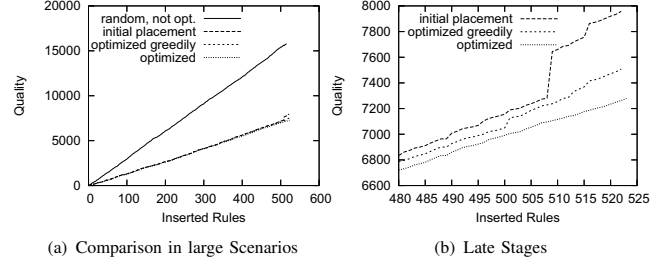 random, not opt.
initial placement
optimized greedily
optimized
Quality
20000
15000
10000
5000
0
0 100 200 300 400 500 600
Inserted Rules
(a) Comparison in large Scenarios
initial placement
optimized greedily
optimized
Quality
8000
7800
7600
7400
7200
7000
6800
6600
480 485 490 495 500 505 510 515 520 525
Inserted Rules
(b) Late Stages